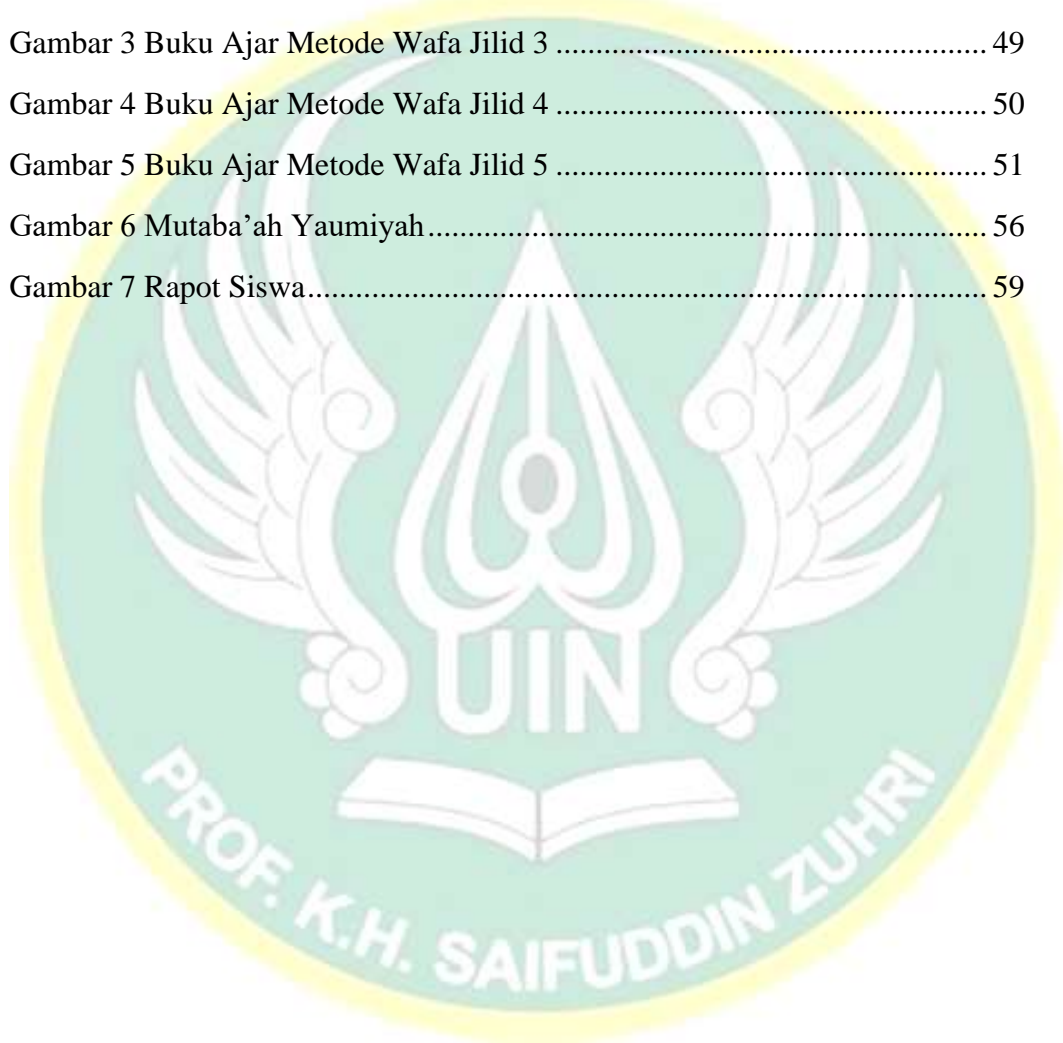 Gambar 3 Buku Ajar Metode Wafa Jilid 3 .................................................... 49
Gambar 4 Buku Ajar Metode Wafa Jilid 4 .................................................... 50
Gambar 5 Buku Ajar Metode Wafa Jilid 5 .................................................... 51
Gambar 6 Mutaba’ah Yaumiyah .................................................................... 56
Gambar 7 Rapot Siswa .................................................................................. 59
UIN
PROF. K.H. SAIFUDDIN ZUHRI